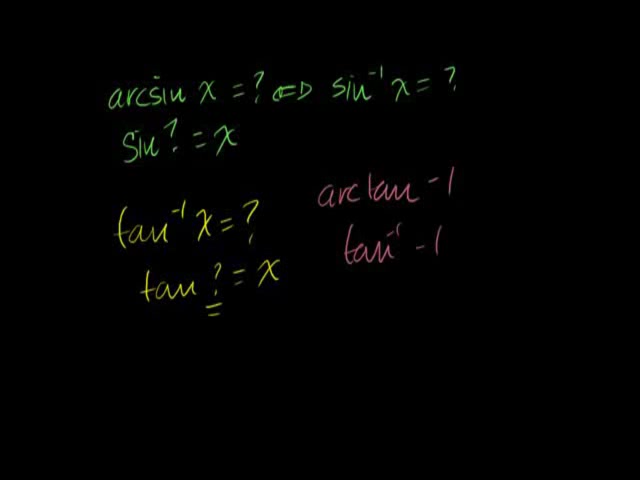 arcsin x = ? ⇔ sin⁻¹ x = ?
sin ? = x
tan⁻¹ x = ?
tan ? = x
arctan -1
tan⁻¹ -1